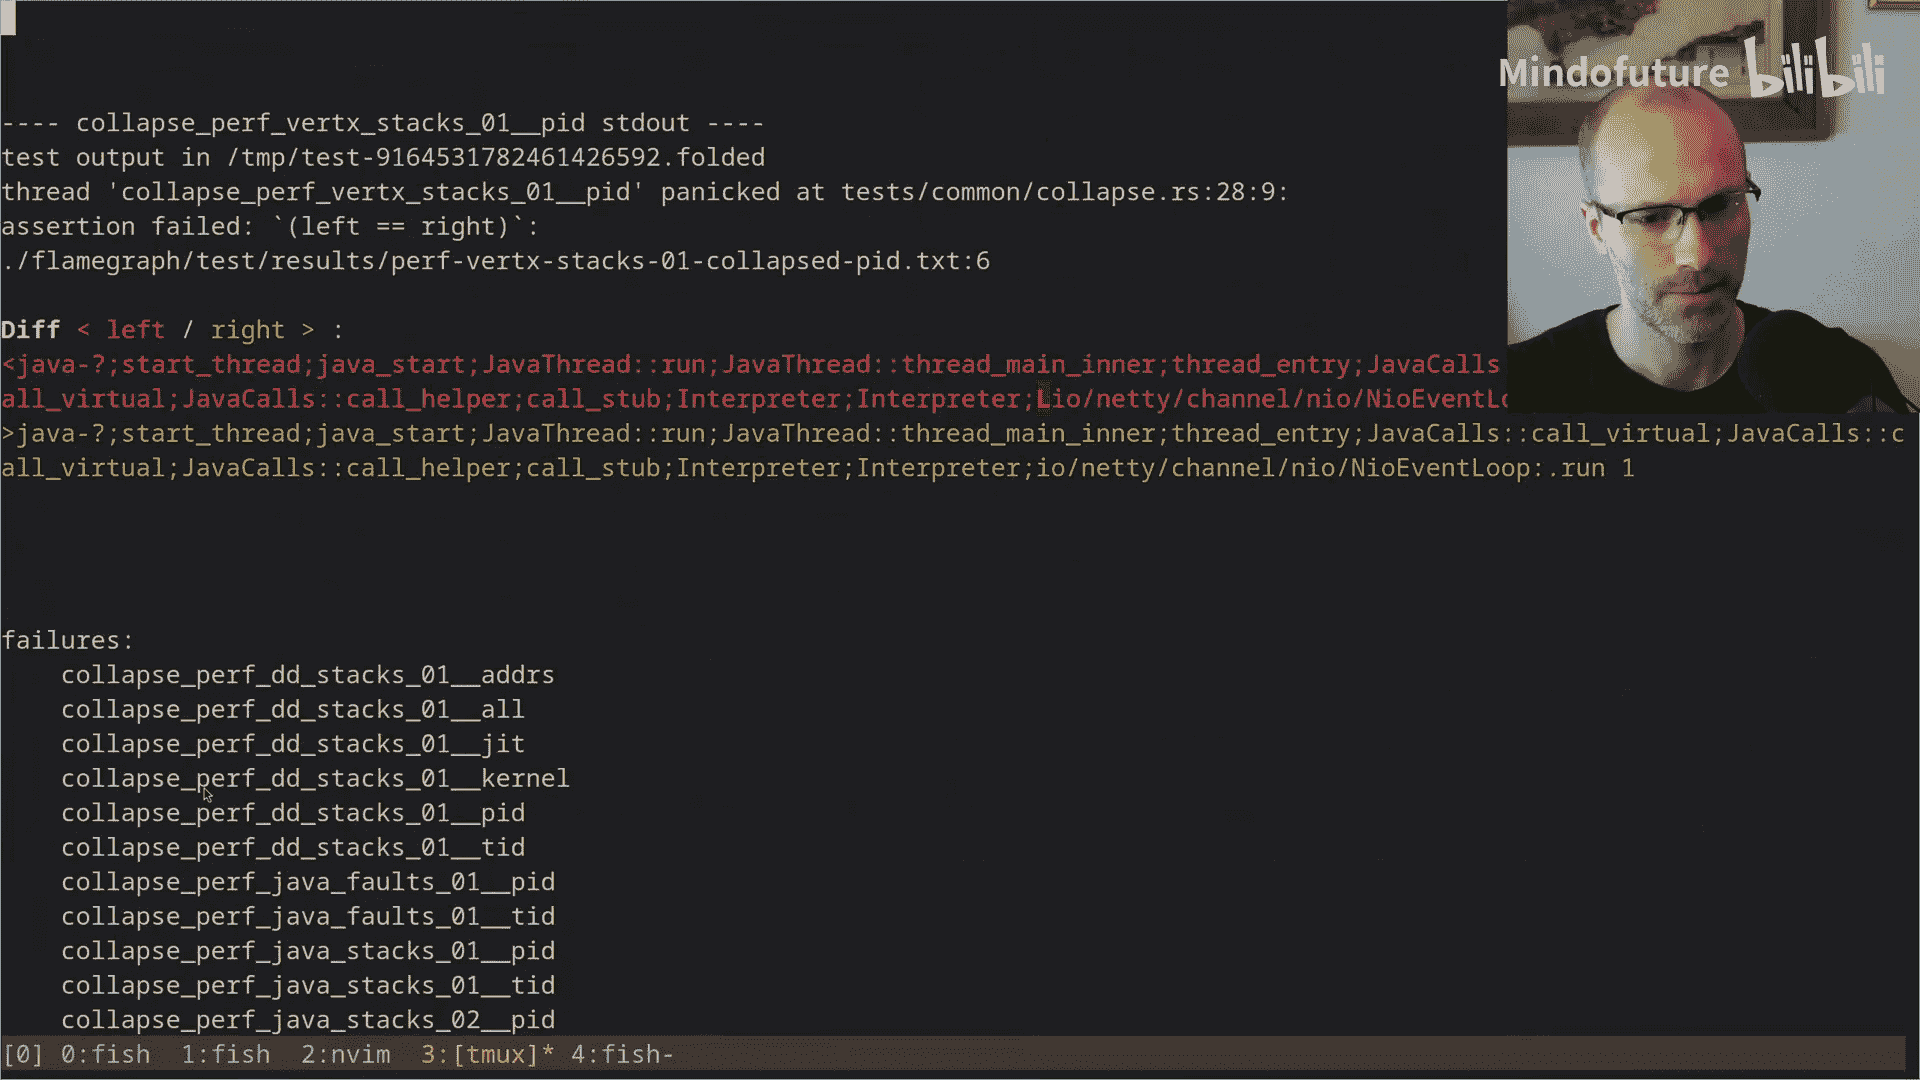 Mindofuture bilibili
---- collapse_perf_vertx_stacks_01__pid stdout ----
test output in /tmp/test-9164531782461426592.folded
thread 'collapse_perf_vertx_stacks_01__pid' panicked at tests/common/collapse.rs:28:9:
assertion failed: `(left == right)`:
./flamegraph/test/results/perf-vertx-stacks-01-collapsed-pid.txt:6
Diff < left / right > :
<java-?;start_thread;java_start;JavaThread::run;JavaThread::thread_main_inner;thread_entry;JavaCalls
all_virtual;JavaCalls::call_helper;call_stub;Interpreter;Interpreter;Lio/netty/channel/nio/NioEventLo
>java-?;start_thread;java_start;JavaThread::run;JavaThread::thread_main_inner;thread_entry;JavaCalls::call_virtual;JavaCalls::c
all_virtual;JavaCalls::call_helper;call_stub;Interpreter;Interpreter;io/netty/channel/nio/NioEventLoop:.run 1
failures:
collapse_perf_dd_stacks_01__addrs
collapse_perf_dd_stacks_01__all
collapse_perf_dd_stacks_01__jit
collapse_perf_dd_stacks_01__kernel
collapse_perf_dd_stacks_01__pid
collapse_perf_dd_stacks_01__tid
collapse_perf_java_faults_01__pid
collapse_perf_java_faults_01__tid
collapse_perf_java_stacks_01__pid
collapse_perf_java_stacks_01__tid
collapse_perf_java_stacks_02__pid
[0] 0:fish  1:fish  2:nvim  3:[tmux]* 4:fish-